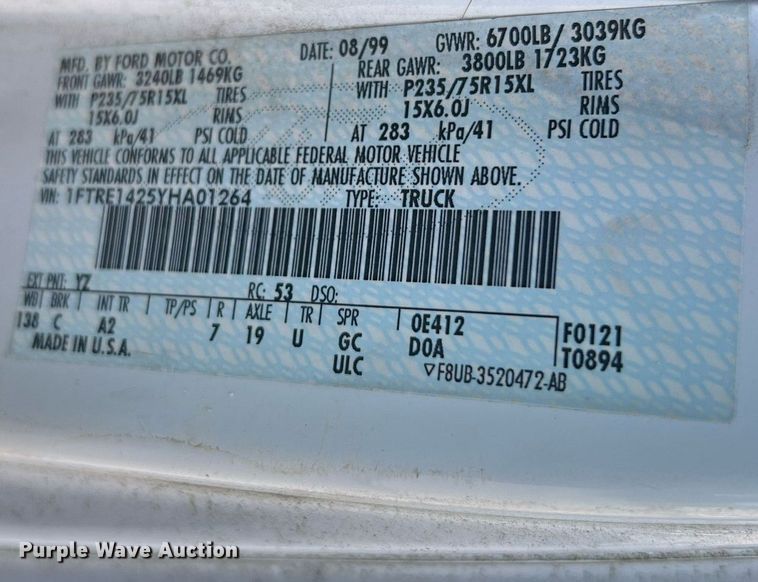 MFD. BY FORD MOTOR CO. DATE: 08/99 GVWR: 6700LB/ 3039KG
FRONT GAWR: 3240LB 1469KG REAR GAWR: 3800LB 1723KG
WITH P235/75R15XL TIRES WITH P235/75R15XL TIRES
15X6.0J RIMS 15X6.0J RIMS
AT 283 kPa/41 PSI COLD AT 283 kPa/41 PSI COLD
THIS VEHICLE CONFORMS TO ALL APPLICABLE FEDERAL MOTOR VEHICLE
SAFETY STANDARDS IN EFFECT ON THE DATE OF MANUFACTURE SHOWN ABOVE.
VIN: 1FTRE1425YHA01264 TYPE: TRUCK
EXT PNT: YZ RC: 53 DSO:
WB BRK INT TR TP/PS R AXLE TR SPR 0E412 F0121
138 C A2 7 19 U GC DOA T0894
MADE IN U.S.A. ULC ▽F8UB-3520472-AB
Purple Wave Auction